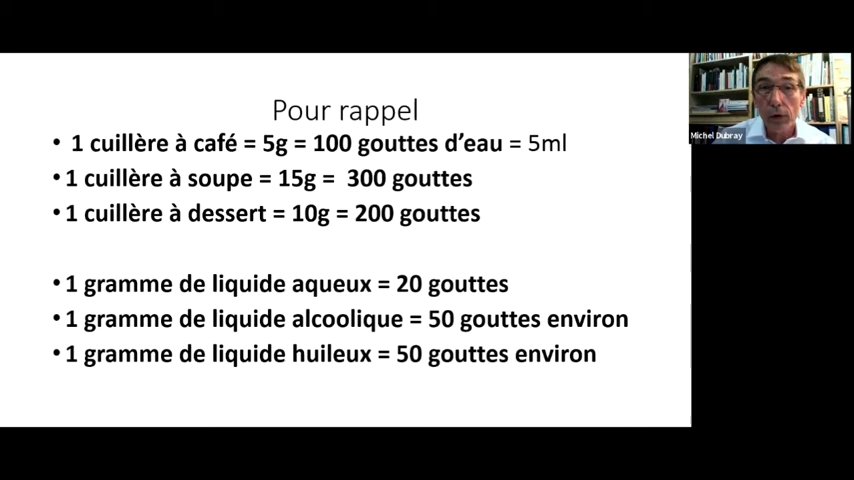 Pour rappel
• 1 cuillère à café = 5g = 100 gouttes d’eau = 5ml
• 1 cuillère à soupe = 15g = 300 gouttes
• 1 cuillère à dessert = 10g = 200 gouttes
• 1 gramme de liquide aqueux = 20 gouttes
• 1 gramme de liquide alcoolique = 50 gouttes environ
• 1 gramme de liquide huileux = 50 gouttes environ
Michel Dubray